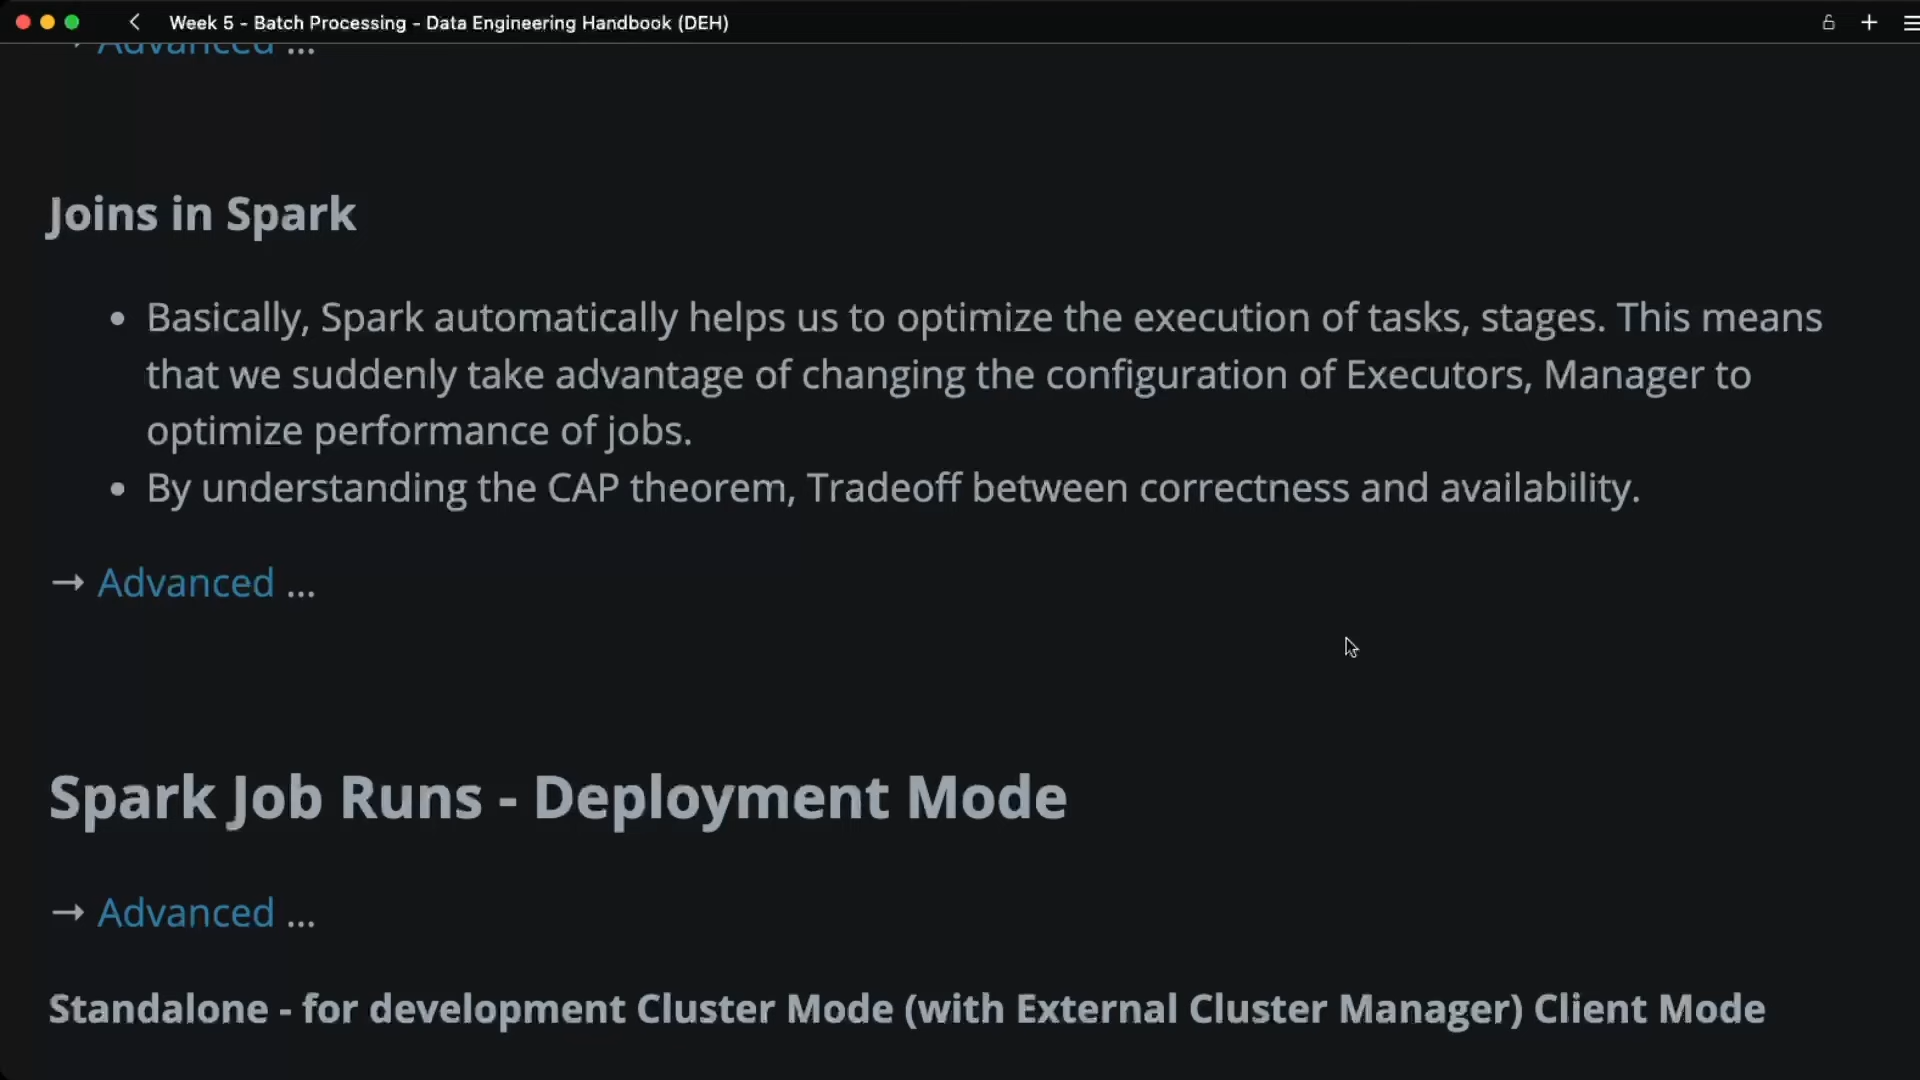 Week 5 - Batch Processing - Data Engineering Handbook (DEH)
Advanced ...
Joins in Spark
• Basically, Spark automatically helps us to optimize the execution of tasks, stages. This means
that we suddenly take advantage of changing the configuration of Executors, Manager to
optimize performance of jobs.
• By understanding the CAP theorem, Tradeoff between correctness and availability.
→ Advanced ...
Spark Job Runs - Deployment Mode
→ Advanced ...
Standalone - for development Cluster Mode (with External Cluster Manager) Client Mode